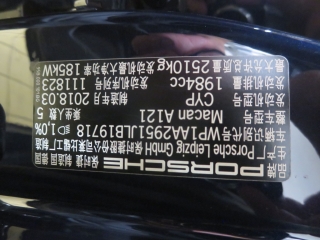 品牌 PORSCHE 保时捷 制造国 德国
生产厂 Porsche Leipzig GmbH 保时捷股份公司莱比锡工厂
整车识别代号 WP1AA2951JLB19718 1,0%
整车型号 Macan A121 乘坐人数 5
发动机型号 CYP 制造年月 2018.03
发动机排量 1984cc 发动机序列号 111823
最大允许总质量 2510kg 发动机最大净功率 185kW